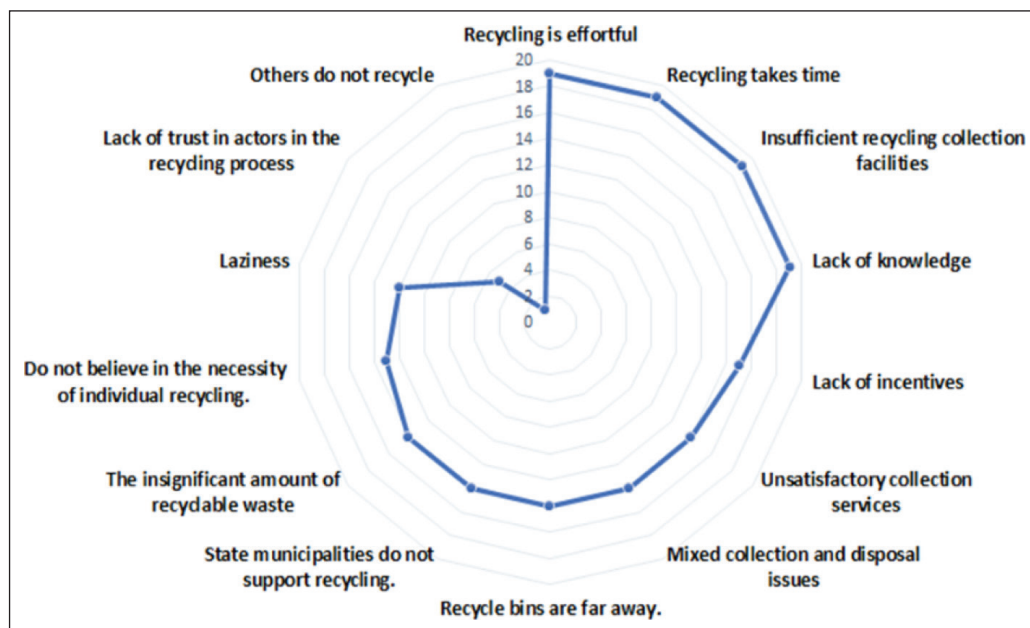 Recycling is effortful
Others do not recycle
Recycling takes time
Lack of trust in actors in the
recycling process
Insufficient recycling collection
facilities
Laziness
Lack of knowledge
Do not believe in the necessity
of individual recycling.
Lack of incentives
The insignificant amount of
recyclable waste
Unsatisfactory collection
services
State municipalities do not
support recycling.
Mixed collection and disposal
issues
Recycle bins are far away.
20
18
16
14
12
10
8
6
4
2
0